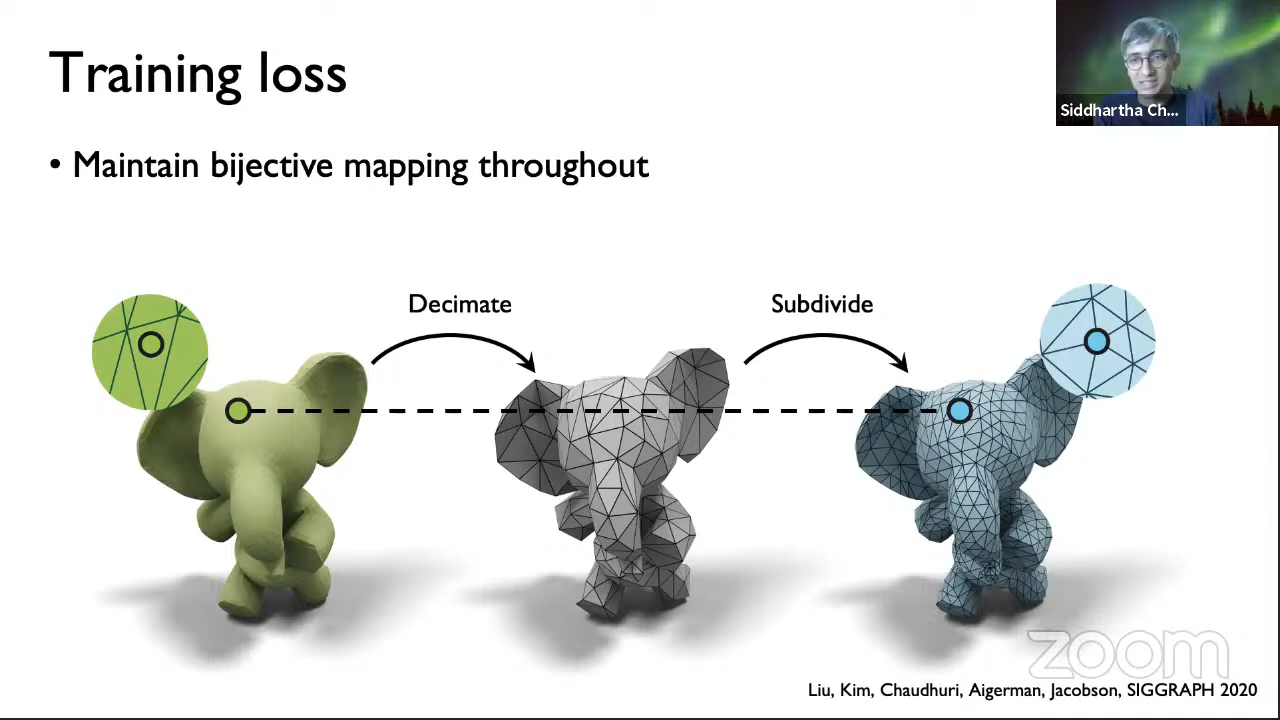 Training loss
Siddhartha Ch...
• Maintain bijective mapping throughout
Decimate
Subdivide
zoom
Liu, Kim, Chaudhuri, Aigerman, Jacobson, SIGGRAPH 2020